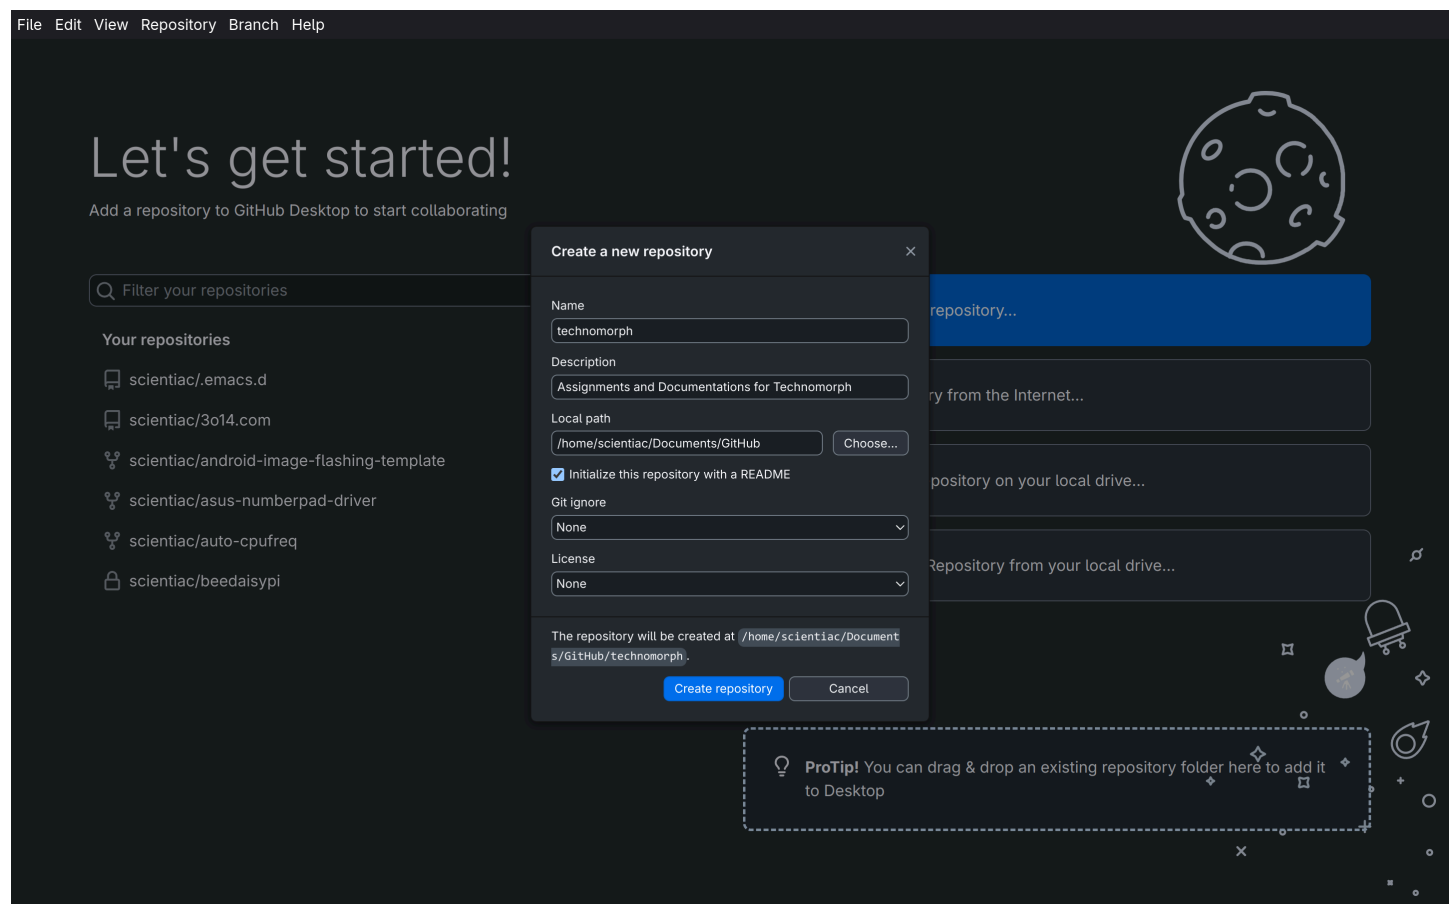 File Edit View Repository Branch Help
Let's get started!
Add a repository to GitHub Desktop to start collaborating
Filter your repositories
Your repositories
scientiac/.emacs.d
scientiac/3o14.com
scientiac/android-image-flashing-template
scientiac/asus-numberpad-driver
scientiac/auto-cpufreq
scientiac/beedaisypi
Create a new repository
Name
technomorph
Description
Assignments and Documentations for Technomorph
Local path
/home/scientiac/Documents/GitHub
Choose...
Initialize this repository with a README
Git ignore
None
License
None
The repository will be created at /home/scientiac/Document
s/GitHub/technomorph.
Create repository
Cancel
repository...
ry from the Internet...
pository on your local drive...
Repository from your local drive...
ProTip! You can drag & drop an existing repository folder here to add it
to Desktop